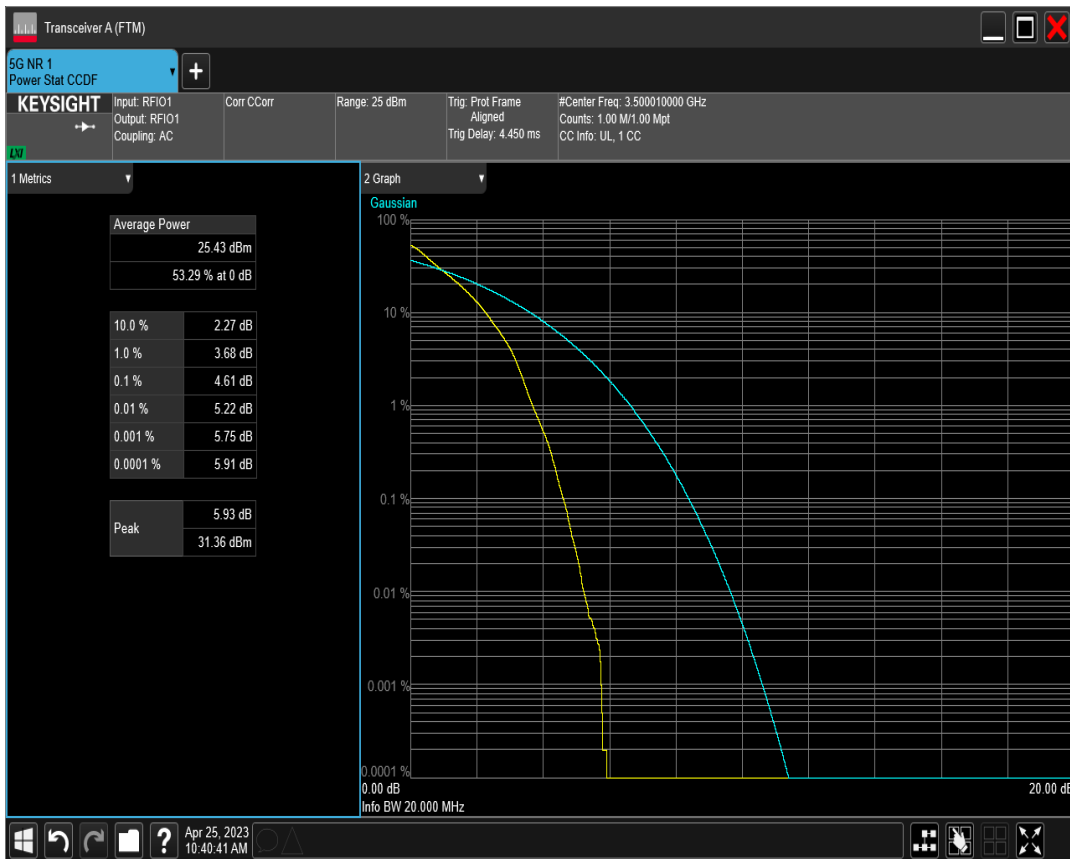 Transceiver A (FTM)
5G NR 1
Power Stat CCDF
KEYSIGHT
LXI
Input: RFIO1
Output: RFIO1
Coupling: AC
Corr CCorr
Range: 25 dBm
Trig: Prot Frame
Aligned
Trig Delay: 4.450 ms
#Center Freq: 3.500010000 GHz
Counts: 1.00 M/1.00 Mpt
CC Info: UL, 1 CC
1 Metrics
Average Power
25.43 dBm
53.29 % at 0 dB
10.0 % 2.27 dB
1.0 % 3.68 dB
0.1 % 4.61 dB
0.01 % 5.22 dB
0.001 % 5.75 dB
0.0001 % 5.91 dB
Peak 5.93 dB
31.36 dBm
2 Graph
Gaussian
100 %
10 %
1 %
0.1 %
0.01 %
0.001 %
0.0001 %
0.00 dB 20.00 dB
Info BW 20.000 MHz
? Apr 25, 2023
10:40:41 AM